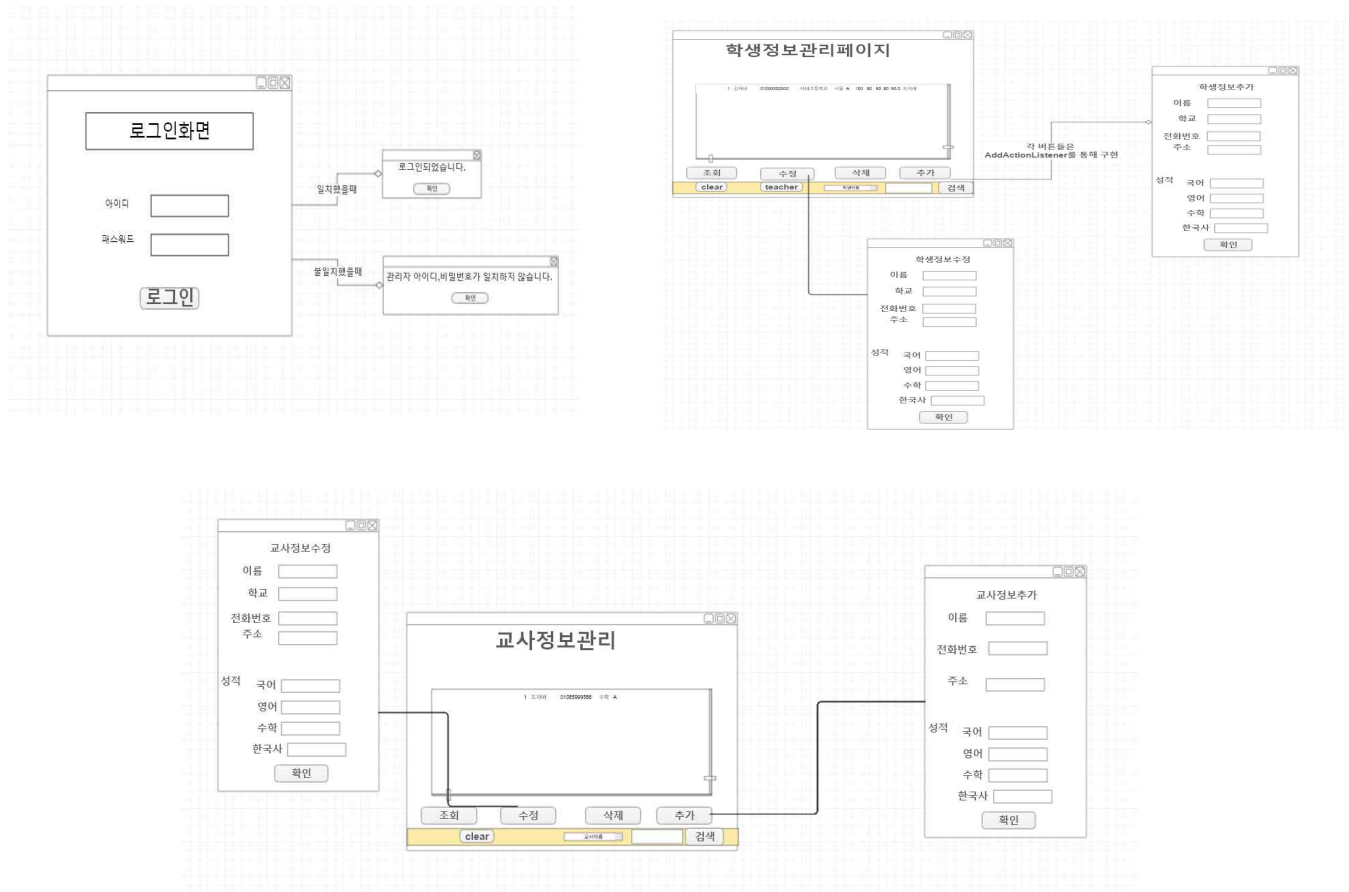 로그인화면
아이디
패스워드
로그인
일치했을때
로그인되었습니다.
확인
불일치했을때
관리자 아이디,비밀번호가 일치하지 않습니다.
확인
학생정보관리페이지
1 01000000000 서울 A 100
조회 수정 삭제 추가
clear teacher 검색
각 버튼들은
AddActionListener를 통해 구현
학생정보추가
이름
학교
전화번호
주소
성적 국어
영어
수학
한국사
확인
학생정보수정
이름
학교
전화번호
주소
성적 국어
영어
수학
한국사
확인
교사정보수정
이름
학교
전화번호
주소
성적 국어
영어
수학
한국사
확인
교사정보관리
1 수학 A
조회 수정 삭제 추가
clear 교사이름 검색
교사정보추가
이름
전화번호
주소
성적 국어
영어
수학
한국사
확인